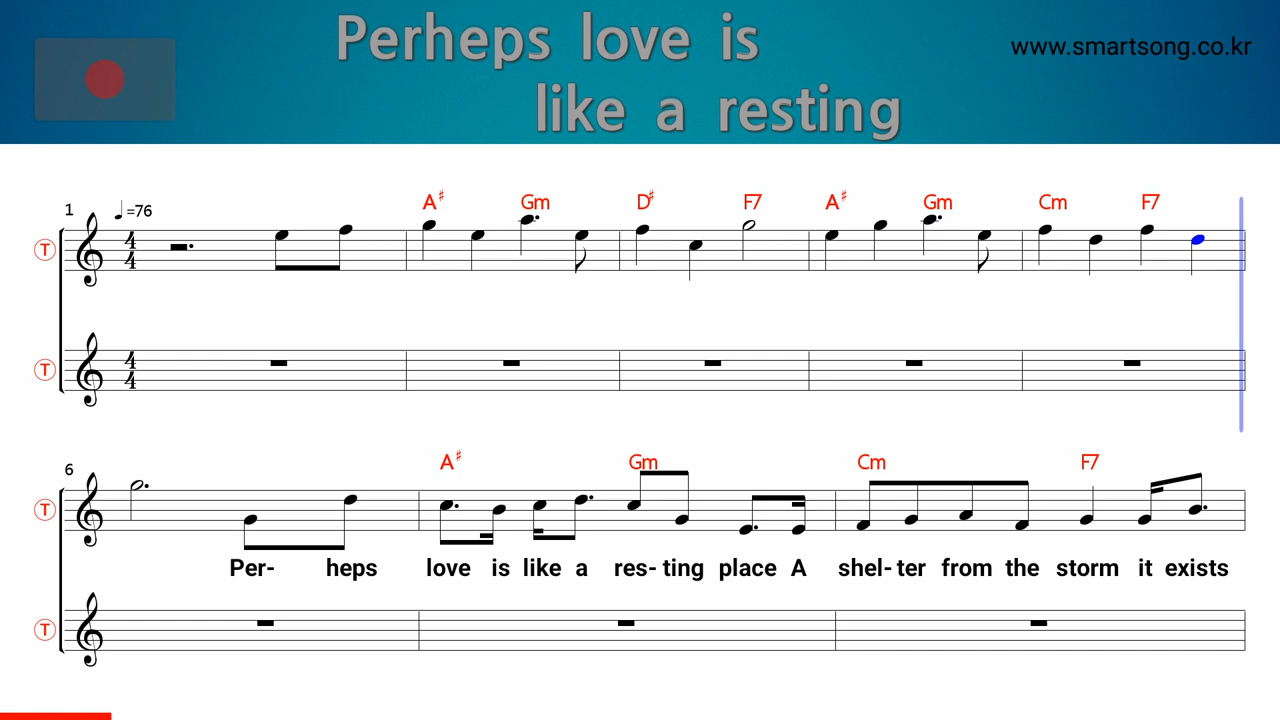 Perheps love is
like a resting
www.smartsong.co.kr
1 ♩=76 A♯ Gm D♯ F7 A♯ Gm Cm F7
T 4 4
T 4 4
6 A♯ Gm Cm F7
T
Per- heps love is like a res- ting place A shel- ter from the storm it exists
T